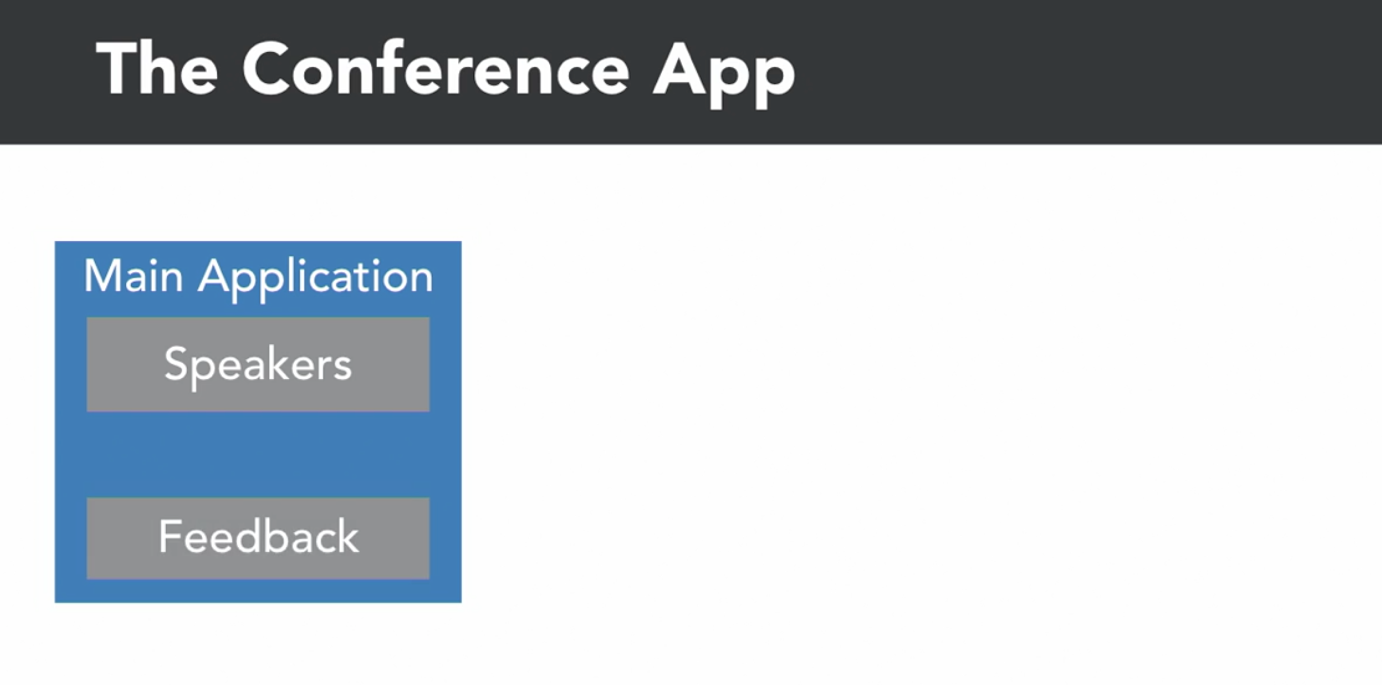 The Conference App
Main Application
Speakers
Feedback